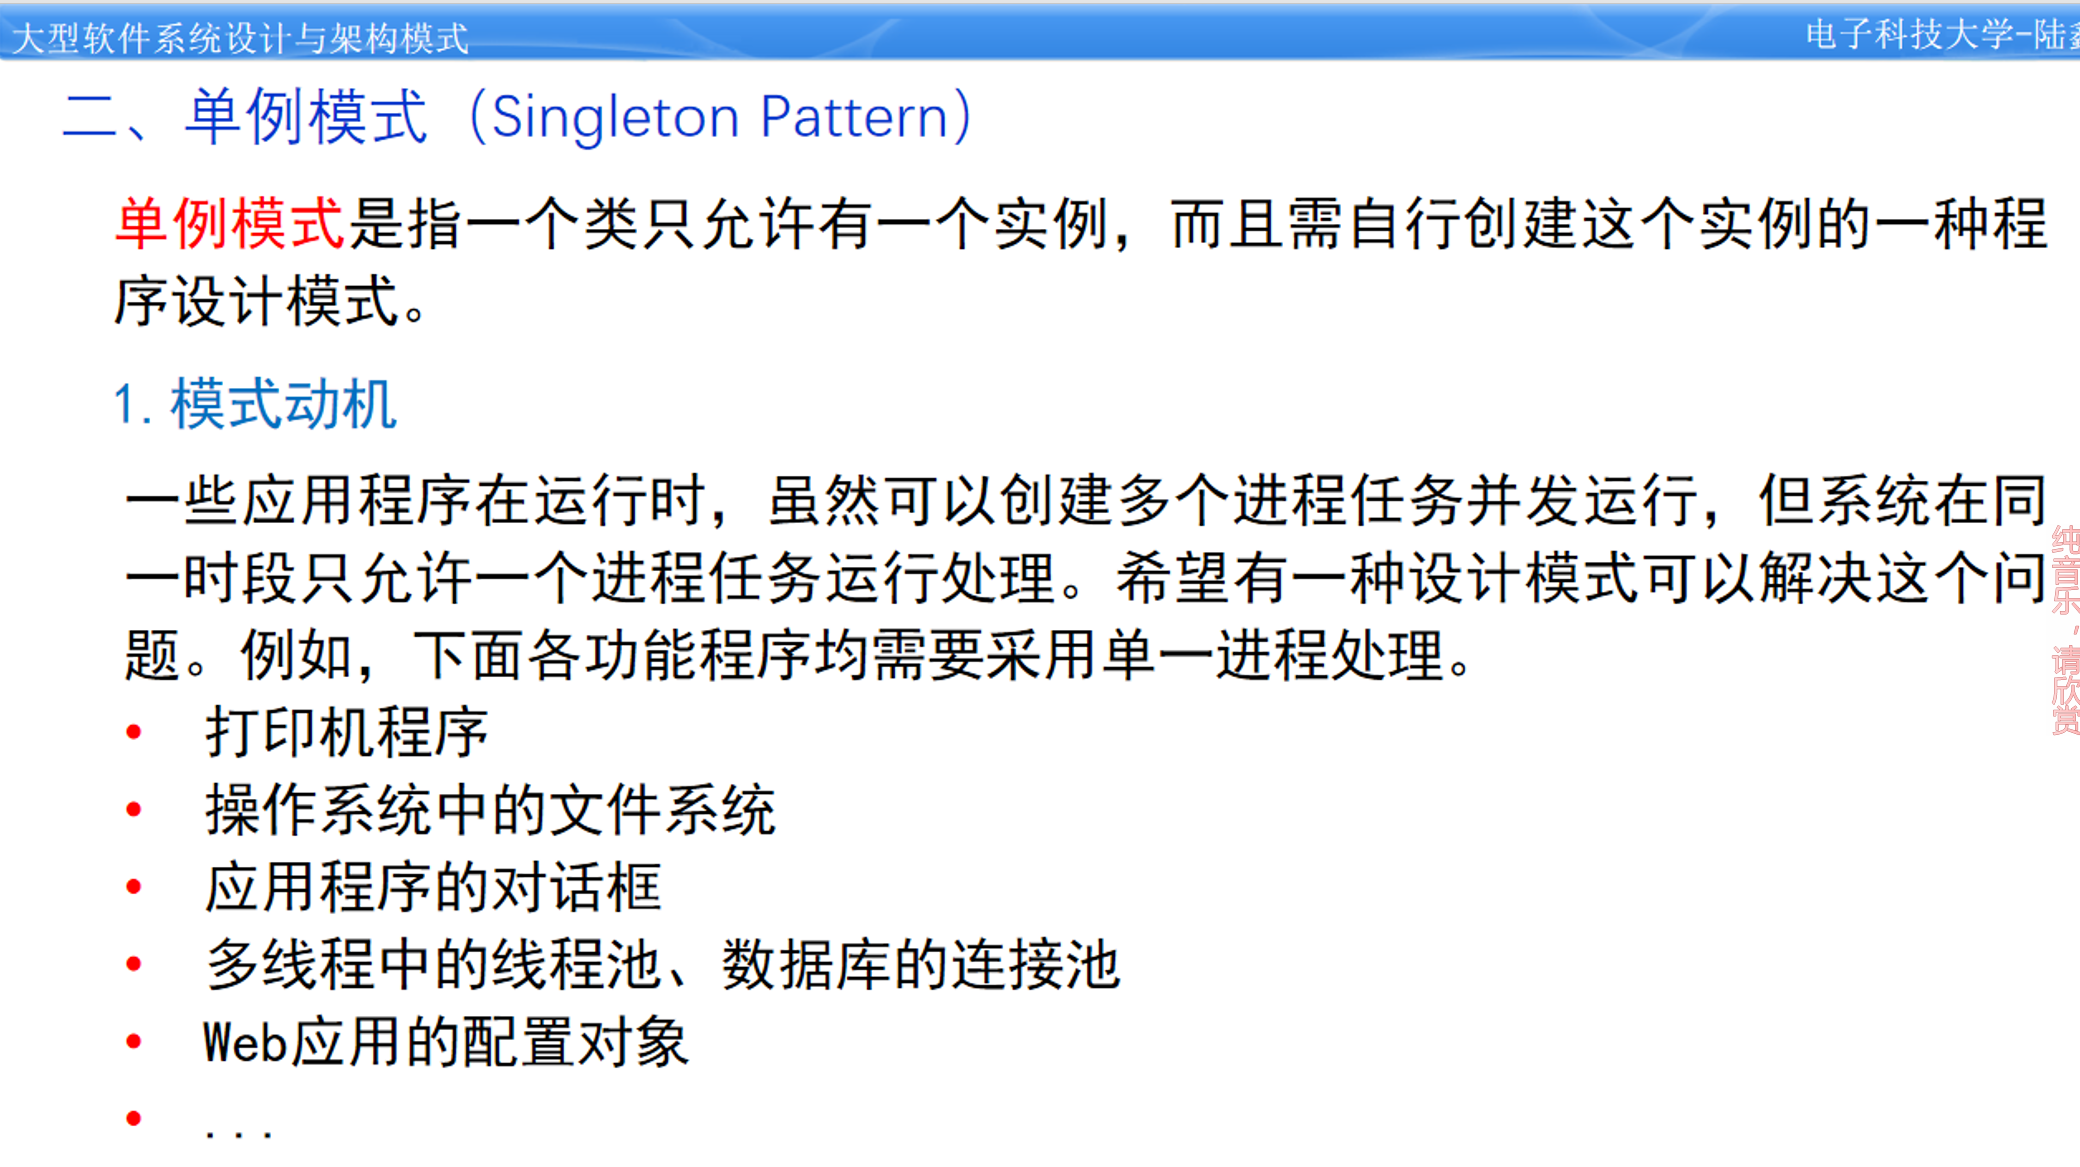 大型软件系统设计与架构模式
电子科技大学-陆鑫
二、单例模式（Singleton Pattern）
单例模式是指一个类只允许有一个实例，而且需自行创建这个实例的一种程
序设计模式。
1.模式动机
一些应用程序在运行时，虽然可以创建多个进程任务并发运行，但系统在同
一时段只允许一个进程任务运行处理。希望有一种设计模式可以解决这个问
题。例如，下面各功能程序均需要采用单一进程处理。
• 打印机程序
• 操作系统中的文件系统
• 应用程序的对话框
• 多线程中的线程池、数据库的连接池
• Web应用的配置对象
• ...
纯音乐，请欣赏